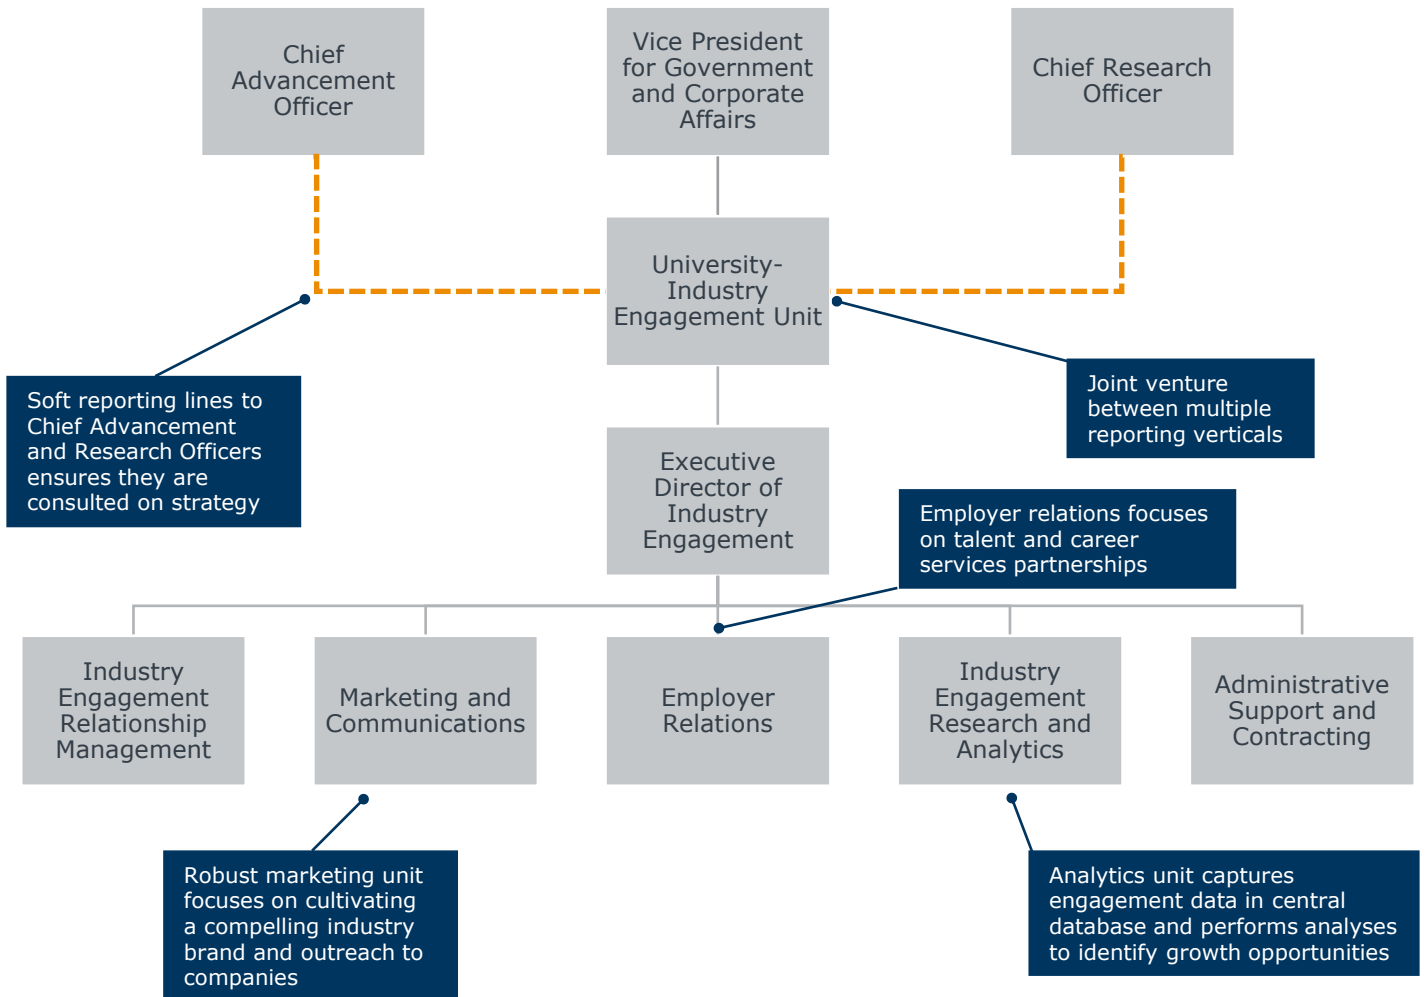 Chief
Advancement
Officer
Vice President
for Government
and Corporate
Affairs
Chief Research
Officer
University-
Industry
Engagement Unit
Soft reporting lines to
Chief Advancement
and Research Officers
ensures they are
consulted on strategy
Joint venture
between multiple
reporting verticals
Executive
Director of
Industry
Engagement
Employer relations focuses
on talent and career
services partnerships
Industry
Engagement
Relationship
Management
Marketing and
Communications
Employer
Relations
Industry
Engagement
Research and
Analytics
Administrative
Support and
Contracting
Robust marketing unit
focuses on cultivating
a compelling industry
brand and outreach to
companies
Analytics unit captures
engagement data in central
database and performs analyses
to identify growth opportunities